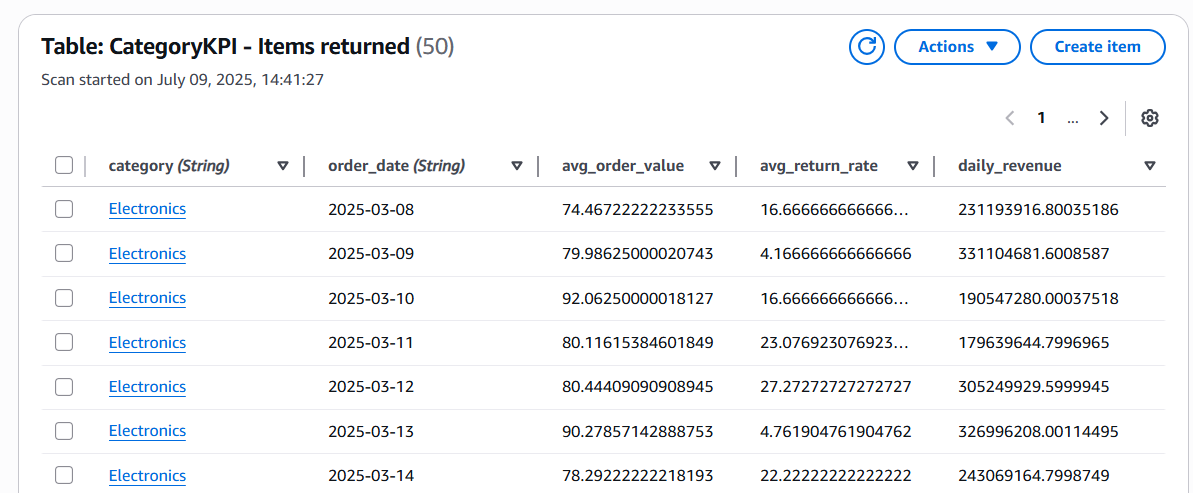 Table: CategoryKPI - Items returned (50)
Actions
Create item
Scan started on July 09, 2025, 14:41:27
1 ...
category (String) order_date (String) avg_order_value avg_return_rate daily_revenue
Electronics 2025-03-08 74.46722222233555 16.666666666666… 231193916.80035186
Electronics 2025-03-09 79.98625000020743 4.166666666666666 331104681.6008587
Electronics 2025-03-10 92.06250000018127 16.666666666666… 190547280.00037518
Electronics 2025-03-11 80.11615384601849 23.076923076923… 179639644.7996965
Electronics 2025-03-12 80.44409090908945 27.27272727272727 305249929.5999945
Electronics 2025-03-13 90.27857142888753 4.761904761904762 326996208.00114495
Electronics 2025-03-14 78.29222222218193 22.22222222222222 243069164.7998749